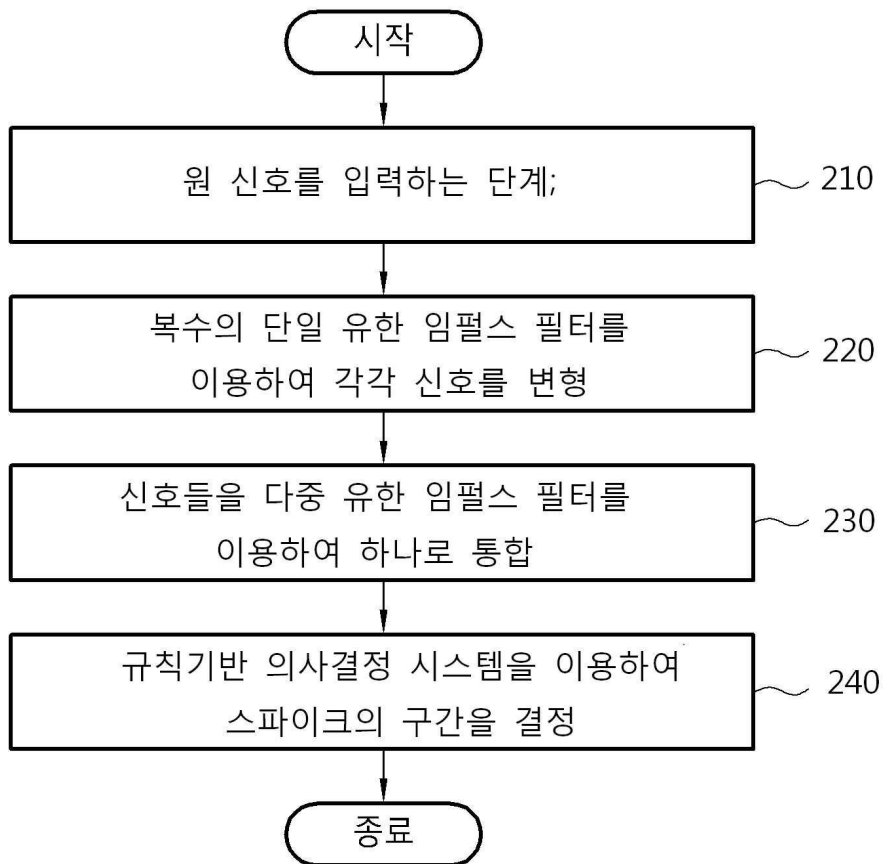 시작
원 신호를 입력하는 단계;
210
복수의 단일 유한 임펄스 필터를
이용하여 각각 신호를 변형
220
신호들을 다중 유한 임펄스 필터를
이용하여 하나로 통합
230
규칙기반 의사결정 시스템을 이용하여
스파이크의 구간을 결정
240
종료